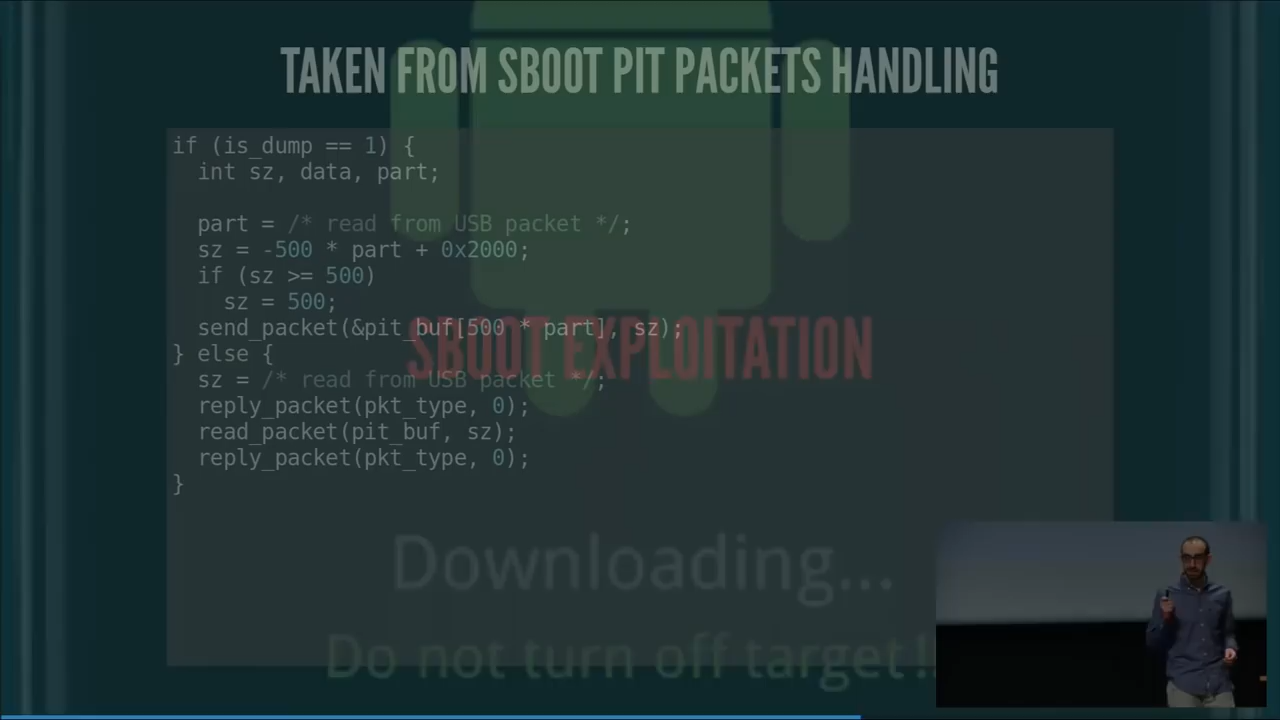 TAKEN FROM SBOOT PIT PACKETS HANDLING
if (is_dump == 1) {
int sz, data, part;
part = /* read from USB packet */;
sz = -500 * part + 0x2000;
if (sz >= 500)
sz = 500;
send_packet(&pit_buf[500 * part], sz);
SBOOT EXPLOITATION
} else {
sz = /* read from USB packet */;
reply_packet(pkt_type, 0);
read_packet(pit_buf, sz);
reply_packet(pkt_type, 0);
}
Downloading...
Do not turn off target!!